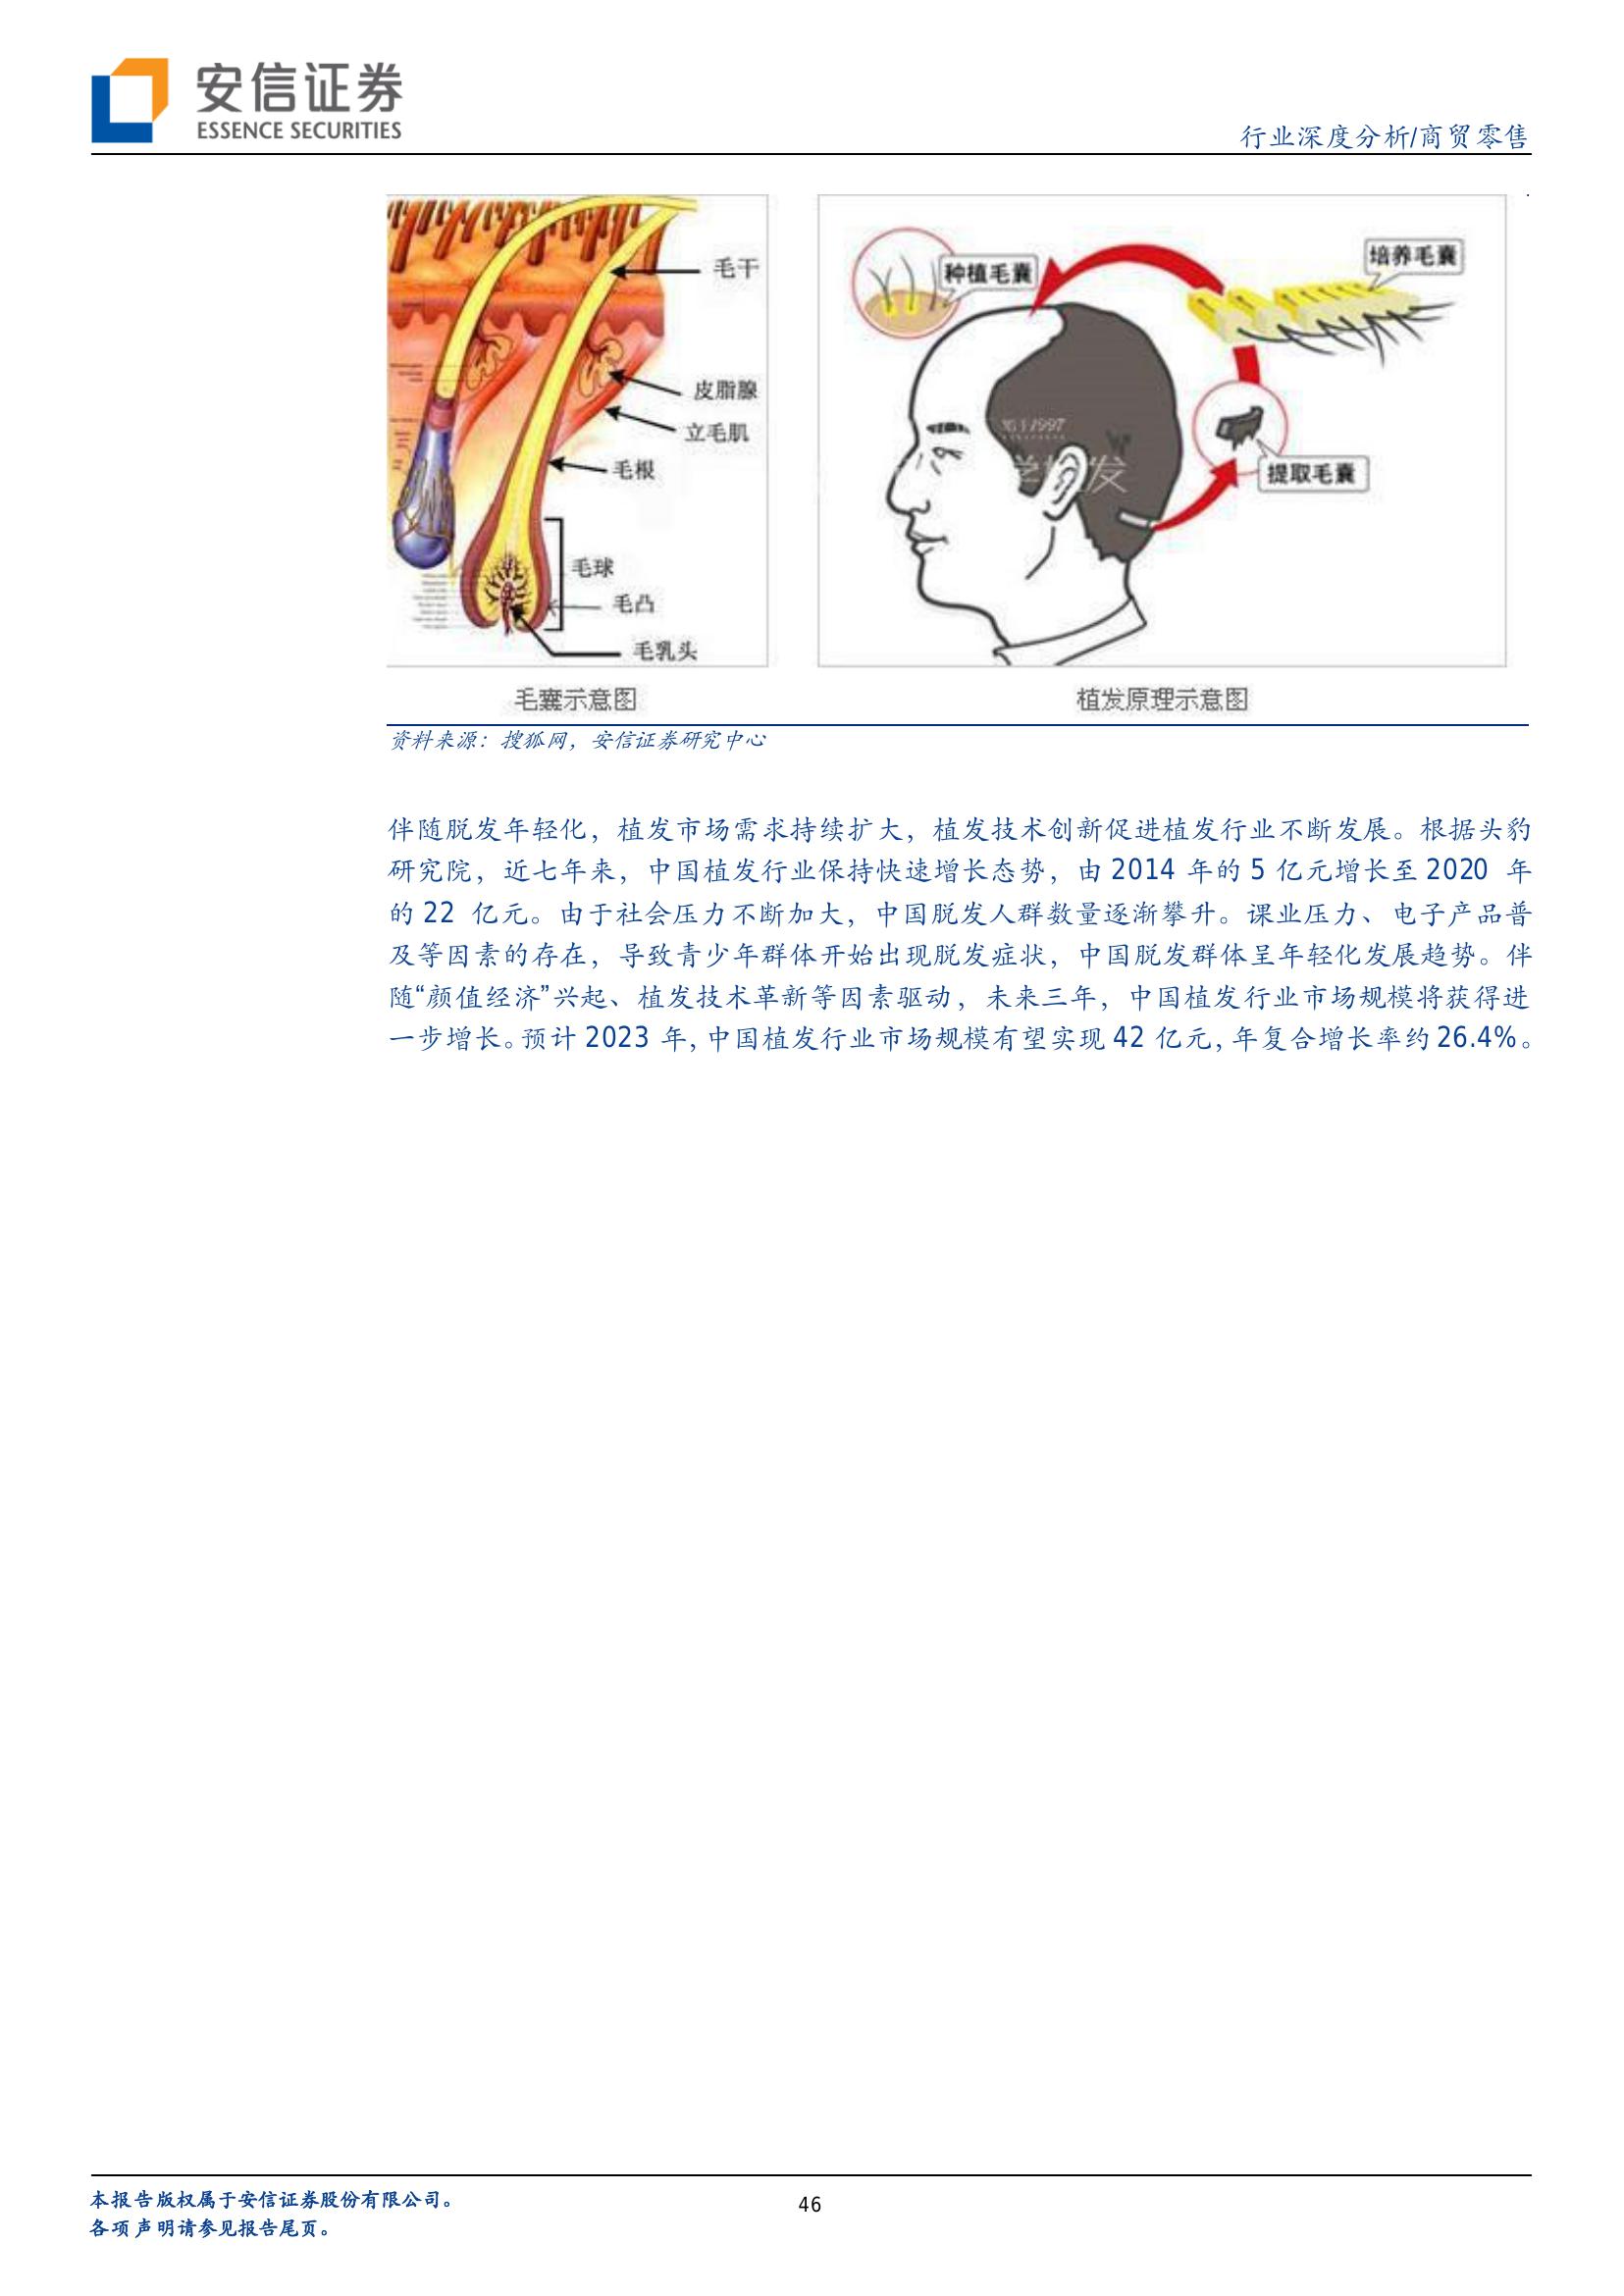 安信证券
ESSENCE SECURITIES
行业深度分析/商贸零售
毛干
皮脂腺
立毛肌
毛根
毛球
毛凸
毛乳头
种植毛囊
培养毛囊
提取毛囊
毛囊示意图
植发原理示意图
资料来源：搜狐网，安信证券研究中心
伴随脱发年轻化，植发市场需求持续扩大，植发技术创新促进植发行业不断发展。根据头豹
研究院，近七年来，中国植发行业保持快速增长态势，由 2014 年的 5 亿元增长至 2020 年
的 22 亿元。由于社会压力不断加大，中国脱发人群数量逐渐攀升。课业压力、电子产品普
及等因素的存在，导致青少年群体开始出现脱发症状，中国脱发群体呈年轻化发展趋势。伴
随“颜值经济”兴起、植发技术革新等因素驱动，未来三年，中国植发行业市场规模将获得进
一步增长。预计 2023 年，中国植发行业市场规模有望实现 42 亿元，年复合增长率约 26.4%。
本报告版权属于安信证券股份有限公司。
46
各项声明请参见报告尾页。